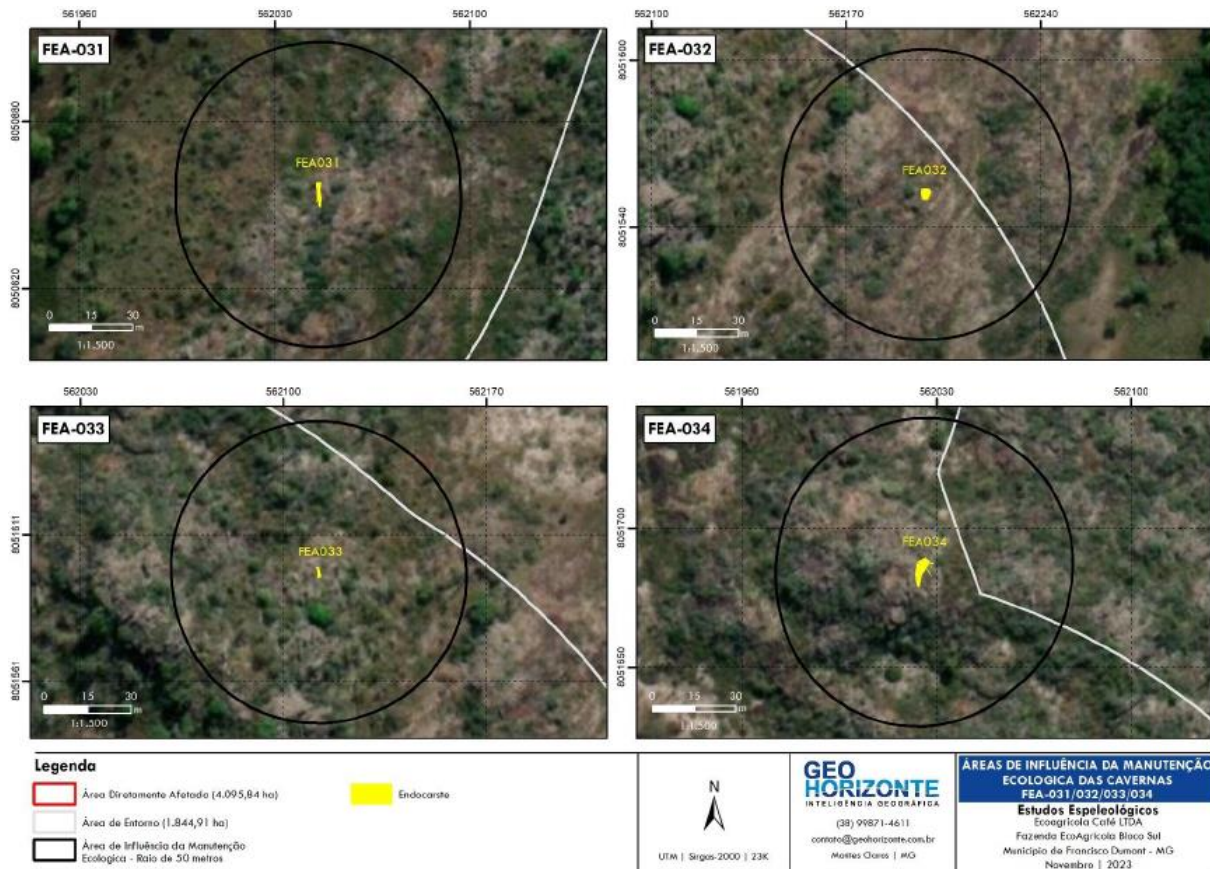 561960 562030 562100
562100 562170 562240
FEA-031
FEA-032
8050880
8050820
8051600
8051540
FEA031
FEA032
0 15 30
m
1:1.500
0 15 30
m
1:1.500
562030 562100 562170
561960 562030 562100
FEA-033
FEA-034
8051611
8051561
8051700
8051650
FEA033
FEA034
0 15 30
m
1:1.500
0 15 30
m
1:1.500
Legenda
Área Diretamente Afetada (4.095,84 ha)
Endocarste
Área de Entorno (1.844,91 ha)
Área de Influência da Manutenção
Ecologica - Raio de 50 metros
N
UTM | Sirgas-2000 | 23K
GEO
HORIZONTE
INTELIGÊNCIA GEOGRÁFICA
(38) 99871-4611
contato@geohorizonte.com.br
Montes Claros | MG
ÁREAS DE INFLUÊNCIA DA MANUTENÇÃO
ECOLOGICA DAS CAVERNAS
FEA-031/032/033/034
Estudos Espeleológicos
Ecoagrícola Café LTDA
Fazenda EcoAgrícola Bloco Sul
Município de Francisco Dumont - MG
Novembro | 2023